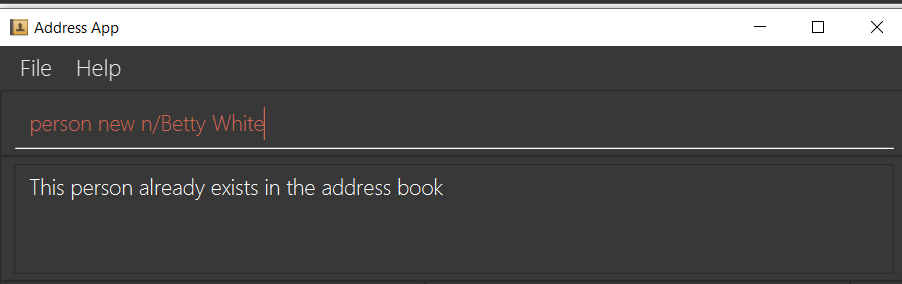 Address App
File Help
person new n/Betty White
This person already exists in the address book